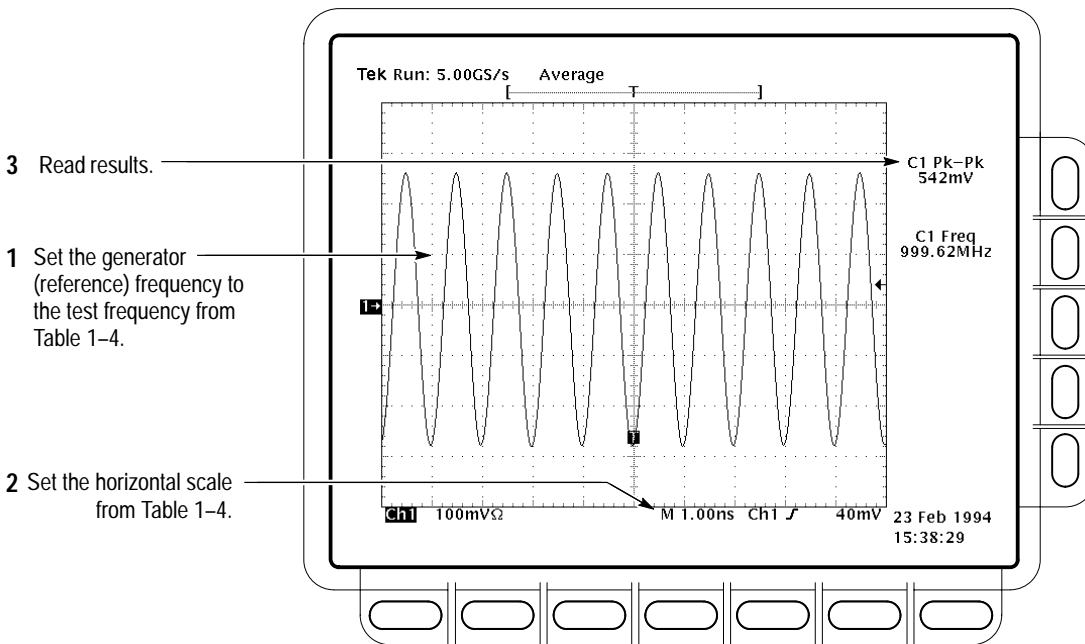 Tek Run: 5.00GS/s Average
[ T ]
3 Read results.
C1 Pk–Pk
542mV
1 Set the generator
(reference) frequency to
the test frequency from
Table 1–4.
C1 Freq
999.62MHz
1→
T
2 Set the horizontal scale
from Table 1–4.
Ch1 100mVΩ M 1.00ns Ch1 ƒ 40mV
23 Feb 1994
15:38:29